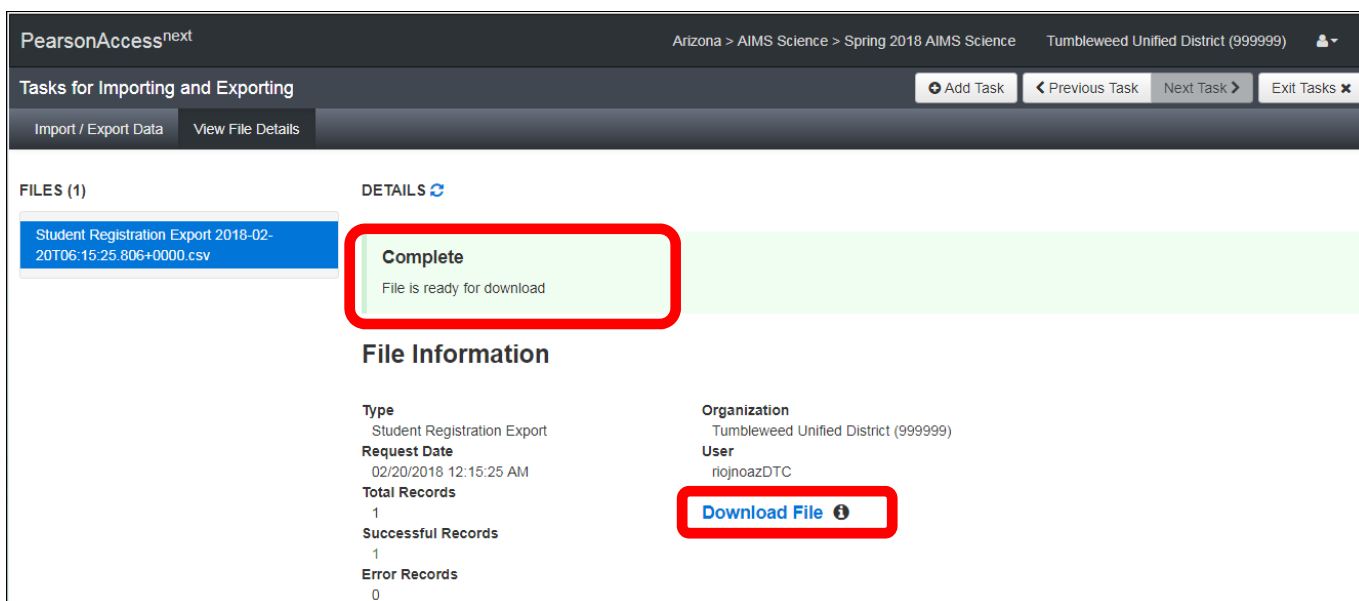 PearsonAccessnext
Arizona > AIMS Science > Spring 2018 AIMS Science
Tumbleweed Unified District (999999)
Tasks for Importing and Exporting
Add Task
Previous Task
Next Task
Exit Tasks
Import / Export Data
View File Details
FILES (1)
Student Registration Export 2018-02-
20T06:15:25.806+0000.csv
DETAILS
Complete
File is ready for download
File Information
Type
Student Registration Export
Request Date
02/20/2018 12:15:25 AM
Total Records
1
Successful Records
1
Error Records
0
Organization
Tumbleweed Unified District (999999)
User
riojnoazDTC
Download File